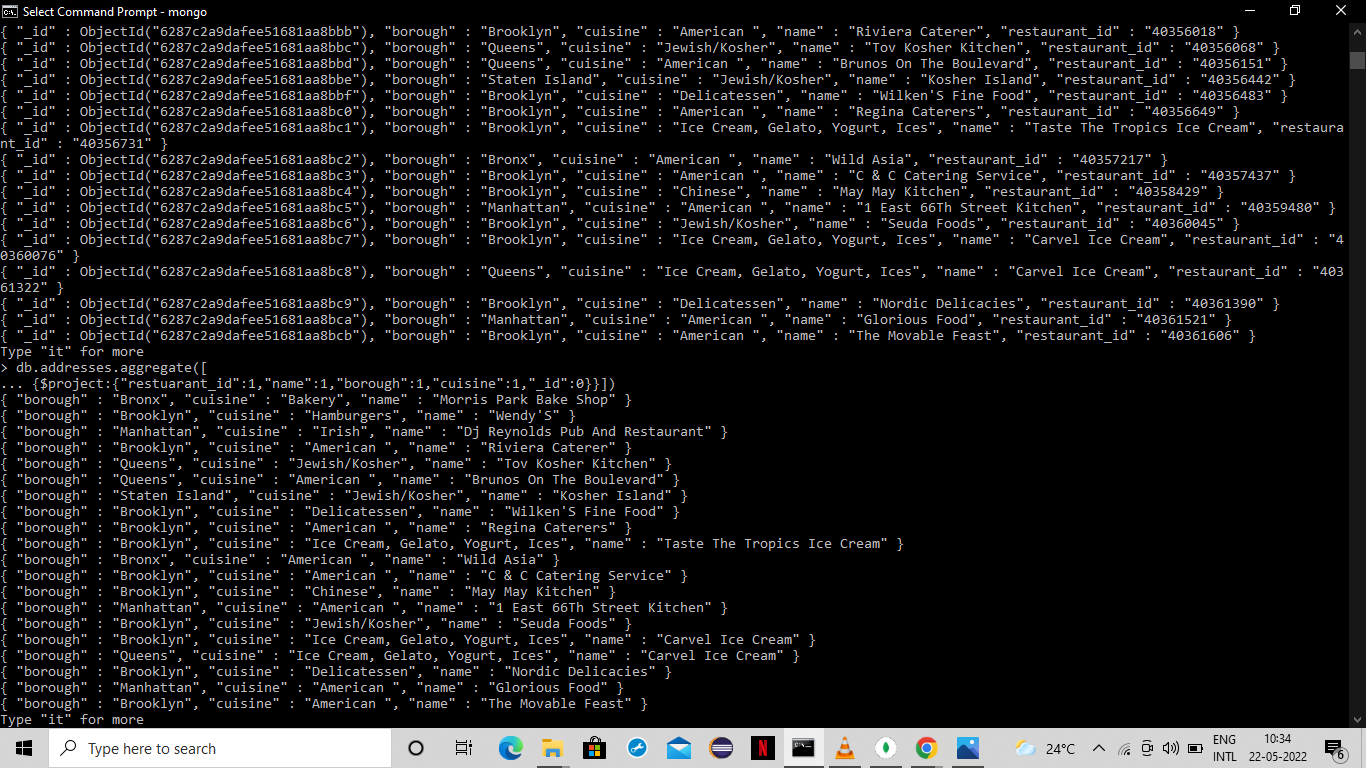 Select Command Prompt - mongo
{ "_id" : ObjectId("6287c2a9dafee51681aa8bbb"), "borough" : "Brooklyn", "cuisine" : "American ", "name" : "Riviera Caterer", "restaurant_id" : "40356018" }
{ "_id" : ObjectId("6287c2a9dafee51681aa8bbc"), "borough" : "Queens", "cuisine" : "Jewish/Kosher", "name" : "Tov Kosher Kitchen", "restaurant_id" : "40356068" }
{ "_id" : ObjectId("6287c2a9dafee51681aa8bbd"), "borough" : "Queens", "cuisine" : "American ", "name" : "Brunos On The Boulevard", "restaurant_id" : "40356151" }
{ "_id" : ObjectId("6287c2a9dafee51681aa8bbe"), "borough" : "Staten Island", "cuisine" : "Jewish/Kosher", "name" : "Kosher Island", "restaurant_id" : "40356442" }
{ "_id" : ObjectId("6287c2a9dafee51681aa8bbf"), "borough" : "Brooklyn", "cuisine" : "Delicatessen", "name" : "Wilken'S Fine Food", "restaurant_id" : "40356483" }
{ "_id" : ObjectId("6287c2a9dafee51681aa8bc0"), "borough" : "Brooklyn", "cuisine" : "American ", "name" : "Regina Caterers", "restaurant_id" : "40356649" }
{ "_id" : ObjectId("6287c2a9dafee51681aa8bc1"), "borough" : "Brooklyn", "cuisine" : "Ice Cream, Gelato, Yogurt, Ices", "name" : "Taste The Tropics Ice Cream", "restaura
nt_id" : "40356731" }
{ "_id" : ObjectId("6287c2a9dafee51681aa8bc2"), "borough" : "Bronx", "cuisine" : "American ", "name" : "Wild Asia", "restaurant_id" : "40357217" }
{ "_id" : ObjectId("6287c2a9dafee51681aa8bc3"), "borough" : "Brooklyn", "cuisine" : "American ", "name" : "C & C Catering Service", "restaurant_id" : "40357437" }
{ "_id" : ObjectId("6287c2a9dafee51681aa8bc4"), "borough" : "Brooklyn", "cuisine" : "Chinese", "name" : "May May Kitchen", "restaurant_id" : "40358429" }
{ "_id" : ObjectId("6287c2a9dafee51681aa8bc5"), "borough" : "Manhattan", "cuisine" : "American ", "name" : "1 East 66Th Street Kitchen", "restaurant_id" : "40359480" }
{ "_id" : ObjectId("6287c2a9dafee51681aa8bc6"), "borough" : "Brooklyn", "cuisine" : "Jewish/Kosher", "name" : "Seuda Foods", "restaurant_id" : "40360045" }
{ "_id" : ObjectId("6287c2a9dafee51681aa8bc7"), "borough" : "Brooklyn", "cuisine" : "Ice Cream, Gelato, Yogurt, Ices", "name" : "Carvel Ice Cream", "restaurant_id" : "4
0360076" }
{ "_id" : ObjectId("6287c2a9dafee51681aa8bc8"), "borough" : "Queens", "cuisine" : "Ice Cream, Gelato, Yogurt, Ices", "name" : "Carvel Ice Cream", "restaurant_id" : "403
61322" }
{ "_id" : ObjectId("6287c2a9dafee51681aa8bc9"), "borough" : "Brooklyn", "cuisine" : "Delicatessen", "name" : "Nordic Delicacies", "restaurant_id" : "40361390" }
{ "_id" : ObjectId("6287c2a9dafee51681aa8bca"), "borough" : "Manhattan", "cuisine" : "American ", "name" : "Glorious Food", "restaurant_id" : "40361521" }
{ "_id" : ObjectId("6287c2a9dafee51681aa8bcb"), "borough" : "Brooklyn", "cuisine" : "American ", "name" : "The Movable Feast", "restaurant_id" : "40361606" }
Type "it" for more
> db.addresses.aggregate([
... {$project:{"restuarant_id":1,"name":1,"borough":1,"cuisine":1,"_id":0}}])
{ "borough" : "Bronx", "cuisine" : "Bakery", "name" : "Morris Park Bake Shop" }
{ "borough" : "Brooklyn", "cuisine" : "Hamburgers", "name" : "Wendy'S" }
{ "borough" : "Manhattan", "cuisine" : "Irish", "name" : "Dj Reynolds Pub And Restaurant" }
{ "borough" : "Brooklyn", "cuisine" : "American ", "name" : "Riviera Caterer" }
{ "borough" : "Queens", "cuisine" : "Jewish/Kosher", "name" : "Tov Kosher Kitchen" }
{ "borough" : "Queens", "cuisine" : "American ", "name" : "Brunos On The Boulevard" }
{ "borough" : "Staten Island", "cuisine" : "Jewish/Kosher", "name" : "Kosher Island" }
{ "borough" : "Brooklyn", "cuisine" : "Delicatessen", "name" : "Wilken'S Fine Food" }
{ "borough" : "Brooklyn", "cuisine" : "American ", "name" : "Regina Caterers" }
{ "borough" : "Brooklyn", "cuisine" : "Ice Cream, Gelato, Yogurt, Ices", "name" : "Taste The Tropics Ice Cream" }
{ "borough" : "Bronx", "cuisine" : "American ", "name" : "Wild Asia" }
{ "borough" : "Brooklyn", "cuisine" : "American ", "name" : "C & C Catering Service" }
{ "borough" : "Brooklyn", "cuisine" : "Chinese", "name" : "May May Kitchen" }
{ "borough" : "Manhattan", "cuisine" : "American ", "name" : "1 East 66Th Street Kitchen" }
{ "borough" : "Brooklyn", "cuisine" : "Jewish/Kosher", "name" : "Seuda Foods" }
{ "borough" : "Brooklyn", "cuisine" : "Ice Cream, Gelato, Yogurt, Ices", "name" : "Carvel Ice Cream" }
{ "borough" : "Queens", "cuisine" : "Ice Cream, Gelato, Yogurt, Ices", "name" : "Carvel Ice Cream" }
{ "borough" : "Brooklyn", "cuisine" : "Delicatessen", "name" : "Nordic Delicacies" }
{ "borough" : "Manhattan", "cuisine" : "American ", "name" : "Glorious Food" }
{ "borough" : "Brooklyn", "cuisine" : "American ", "name" : "The Movable Feast" }
Type "it" for more
Type here to search
24°C
ENG
INTL
10:34
22-05-2022
6